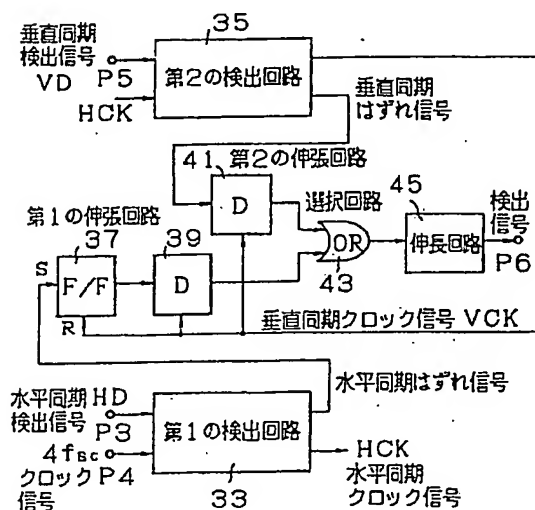 垂直同期
検出信号
VD P5
HCK
35
第2の検出回路
垂直同期
はずれ信号
41 第2の伸張回路
D
第1の伸張回路
37
S
F/F
R
39
D
選択回路
OR
43
45
伸長回路
検出
信号
P6
垂直同期クロック信号 VCK
水平同期はずれ信号
水平同期 HD
検出信号
P3
4fsc
クロック P4
信号
第1の検出回路
33
HCK
水平同期
クロック信号